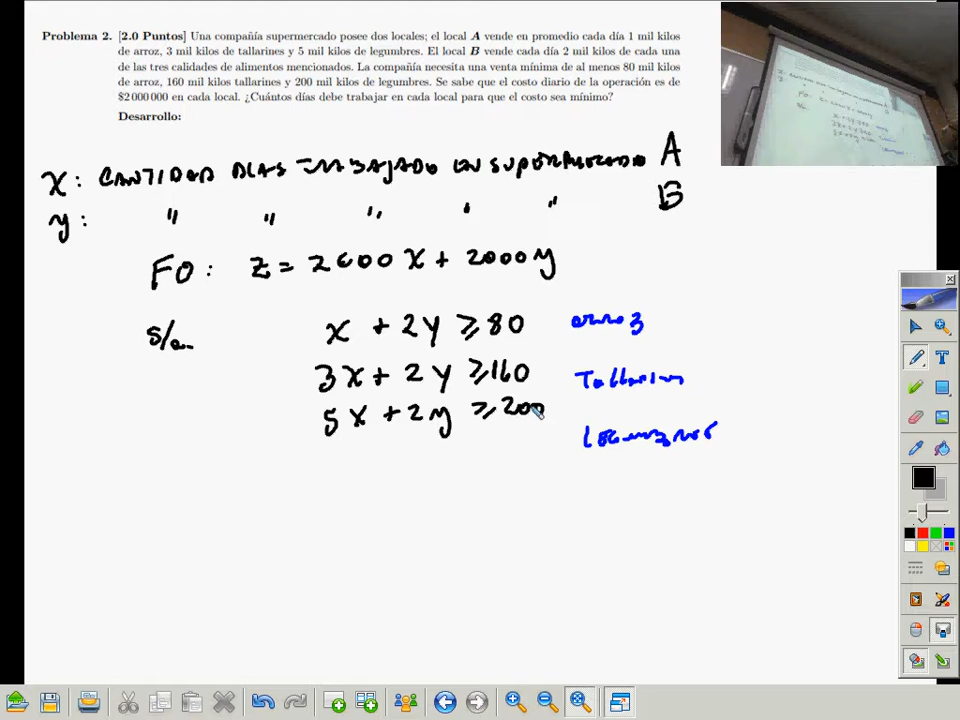 Problema 2. [2.0 Puntos] Una compañía supermercado posee dos locales; el local A vende en promedio cada día 1 mil kilos
de arroz, 3 mil kilos de tallarines y 5 mil kilos de legumbres. El local B vende cada día 2 mil kilos de cada una
de las tres calidades de alimentos mencionados. La compañía necesita una venta mínima de al menos 80 mil kilos
de arroz, 160 mil kilos tallarines y 200 mil kilos de legumbres. Se sabe que el costo diario de la operación es de
$2 000 000 en cada local. ¿Cuántos días debe trabajar en cada local para que el costo sea mínimo?
Desarrollo:
x: CANTIDAD DIAS TRABAJADO EN SUPERMERCADO A
y: " " " " " B
FO: z = 2000x + 2000y
S/a. x + 2y ≥ 80 arroz
3x + 2y ≥ 160 Tallarines
5x + 2y ≥ 200